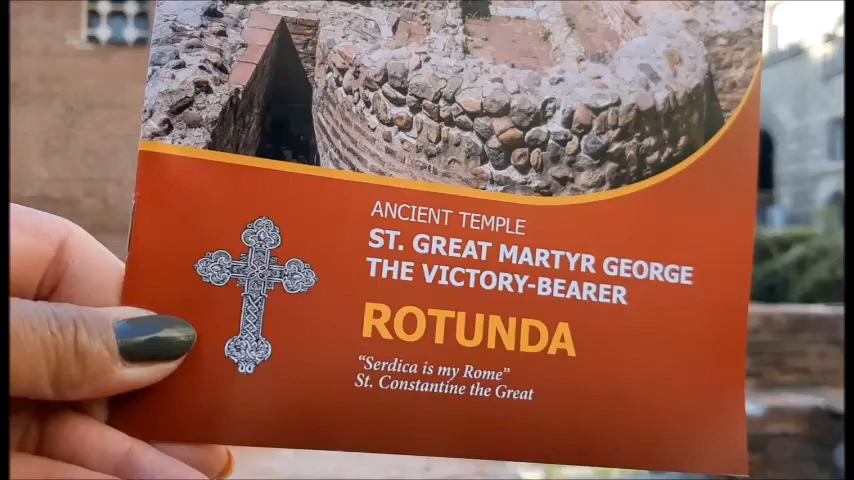 ANCIENT TEMPLE
ST. GREAT MARTYR GEORGE
THE VICTORY-BEARER
ROTUNDA
“Serdica is my Rome”
St. Constantine the Great